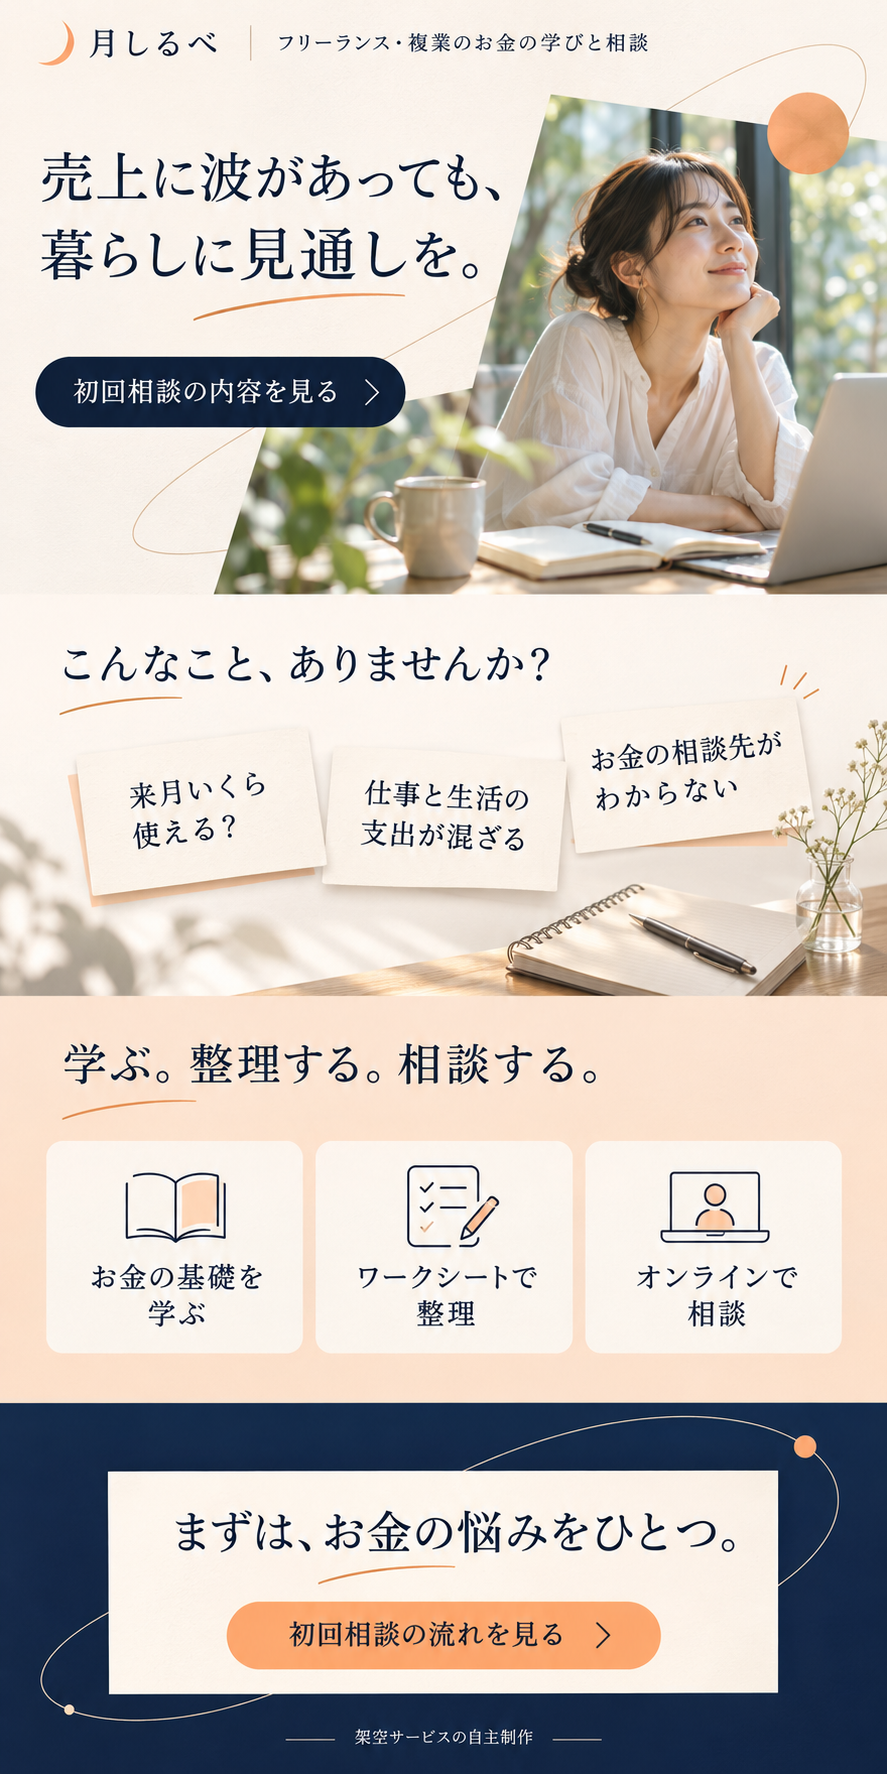 月しるべ
フリーランス・複業のお金の学びと相談
売上に波があっても、
暮らしに見通しを。
初回相談の内容を見る
こんなこと、ありませんか？
来月いくら
使える？
仕事と生活の
支出が混ざる
お金の相談先が
わからない
学ぶ。整理する。相談する。
お金の基礎を
学ぶ
ワークシートで
整理
オンラインで
相談
まずは、お金の悩みをひとつ。
初回相談の流れを見る
架空サービスの自主制作